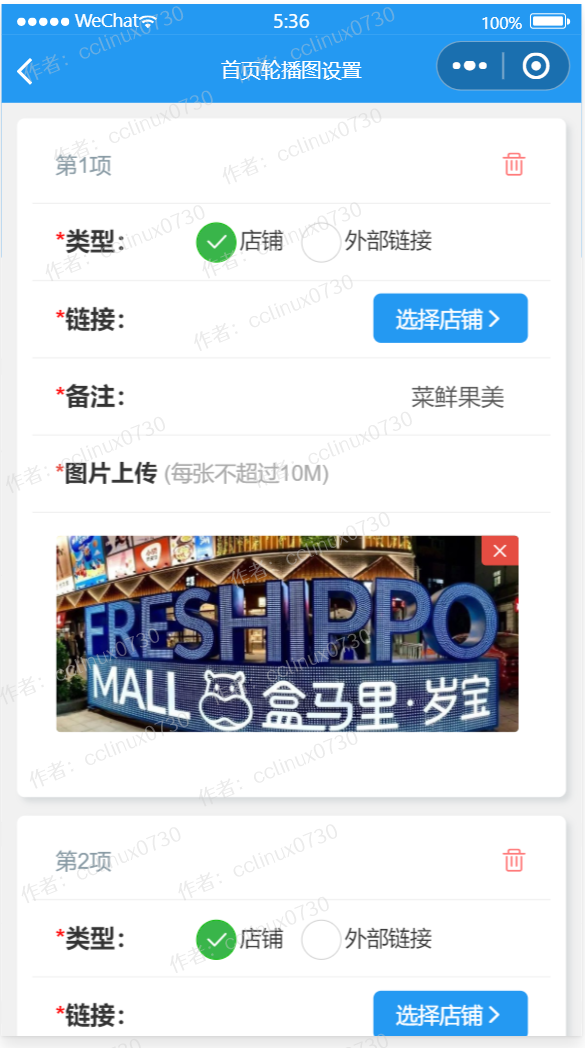 WeChat 5:36 100%
首页轮播图设置
第1项
*类型： 店铺 外部链接
*链接： 选择店铺
*备注： 菜鲜果美
*图片上传 (每张不超过10M)
FRESHIPPO
MALL 盒马里·岁宝
第2项
*类型： 店铺 外部链接
*链接： 选择店铺
作者：cclinux0730